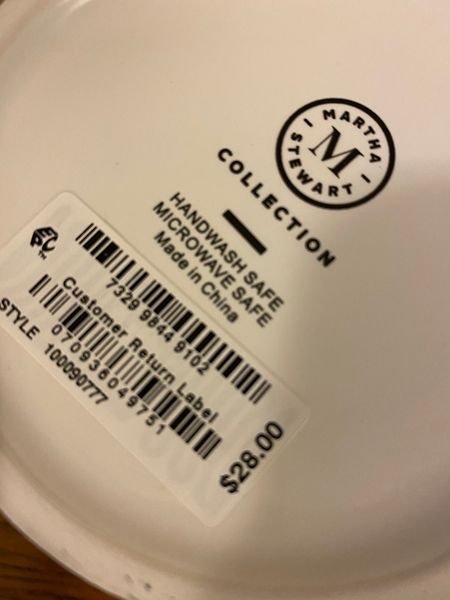 MARTHA
M
STEWART
COLLECTION
HANDWASH SAFE
MICROWAVE SAFE
Made in China
EPC™
7329 9844 9102
Customer Return Label
070936049751
STYLE 100090777
$28.00